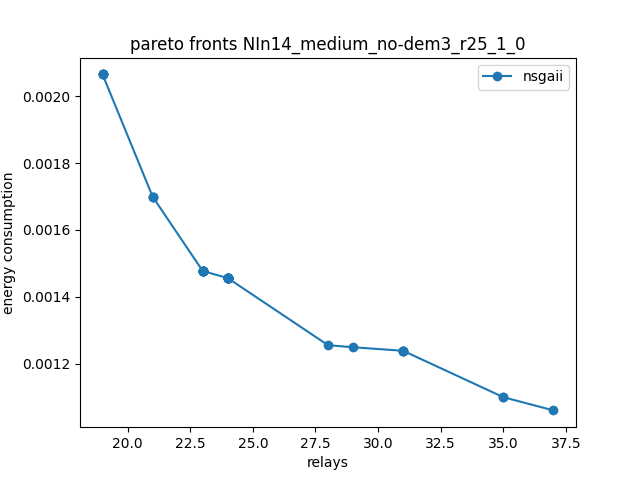 pareto fronts NIn14_medium_no-dem3_r25_1_0
nsgaii
energy consumption
0.0020
0.0018
0.0016
0.0014
0.0012
20.0 22.5 25.0 27.5 30.0 32.5 35.0 37.5
relays